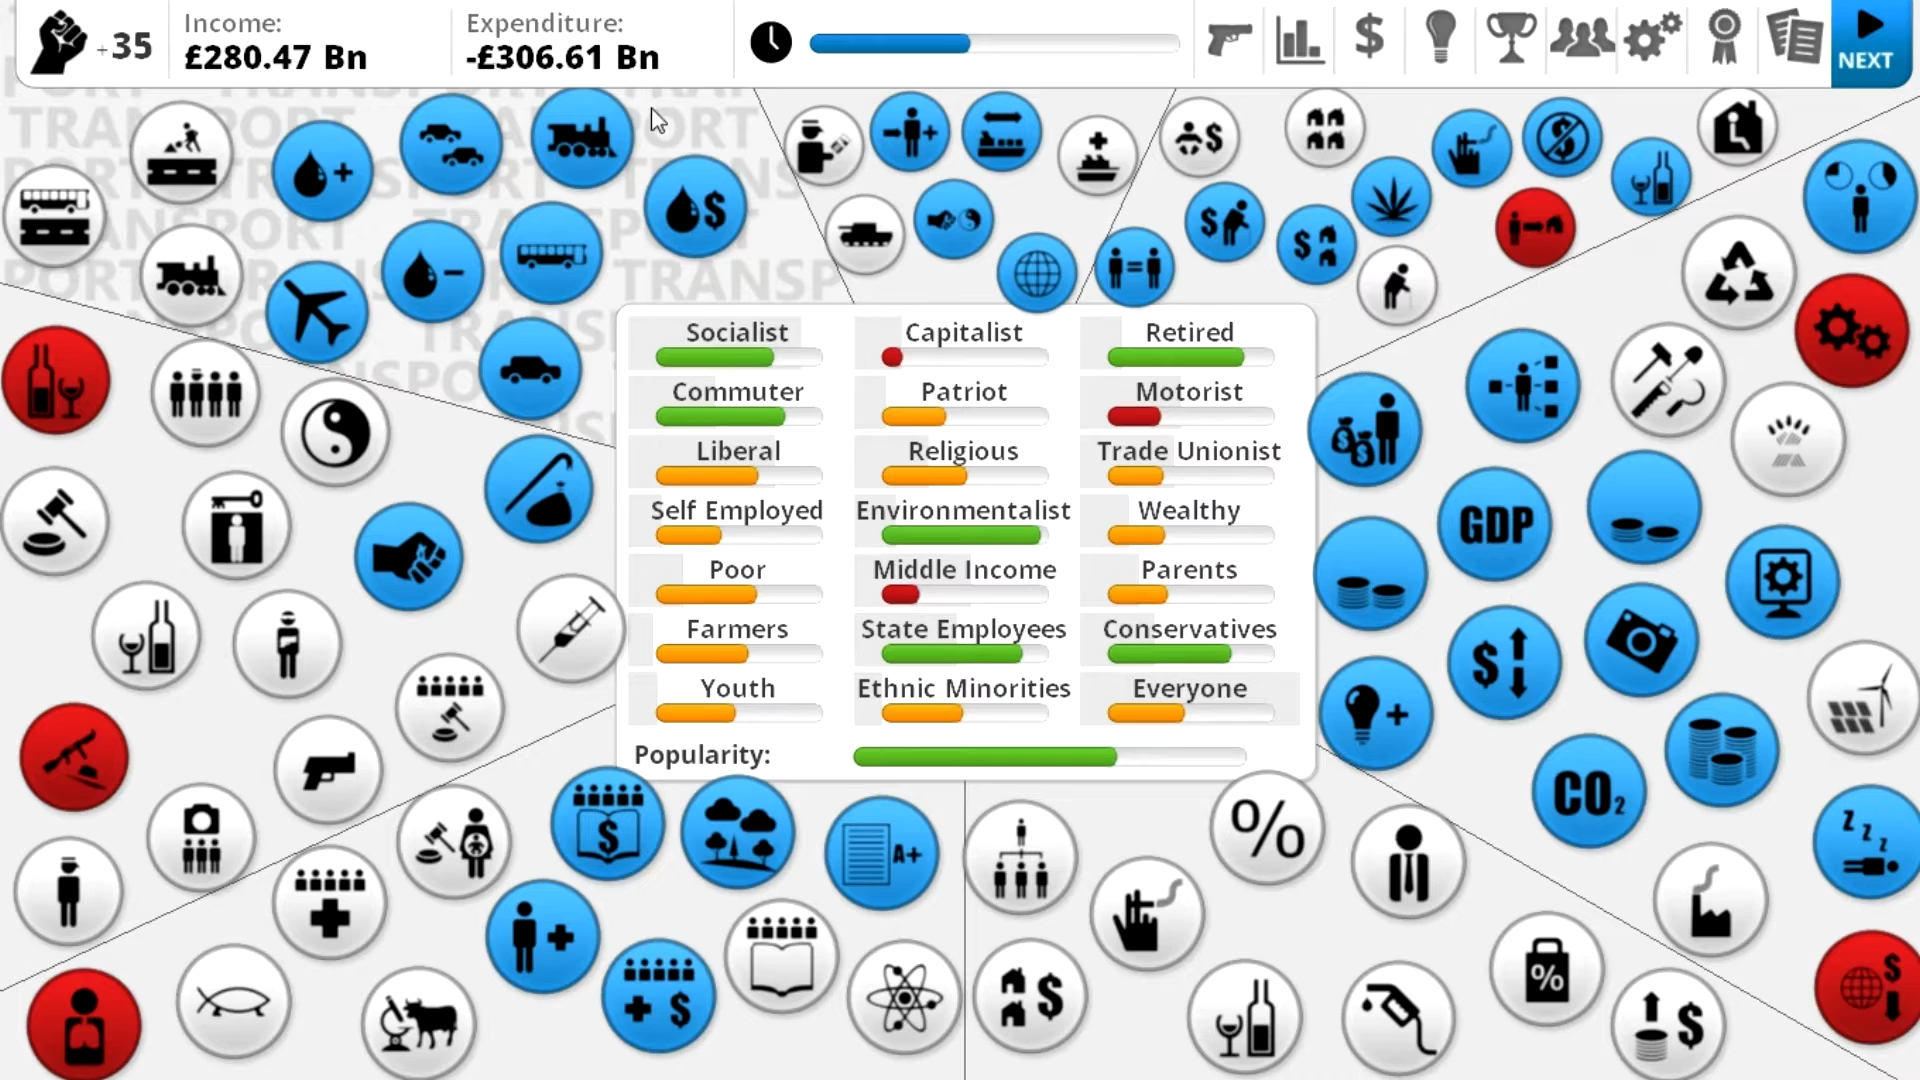 +35
Income:
£280.47 Bn
Expenditure:
-£306.61 Bn
NEXT
TRANSPORT
Socialist Capitalist Retired
Commuter Patriot Motorist
Liberal Religious Trade Unionist
Self Employed Environmentalist Wealthy
Poor Middle Income Parents
Farmers State Employees Conservatives
Youth Ethnic Minorities Everyone
Popularity:
GDP
CO2
A+
%
%
z z z